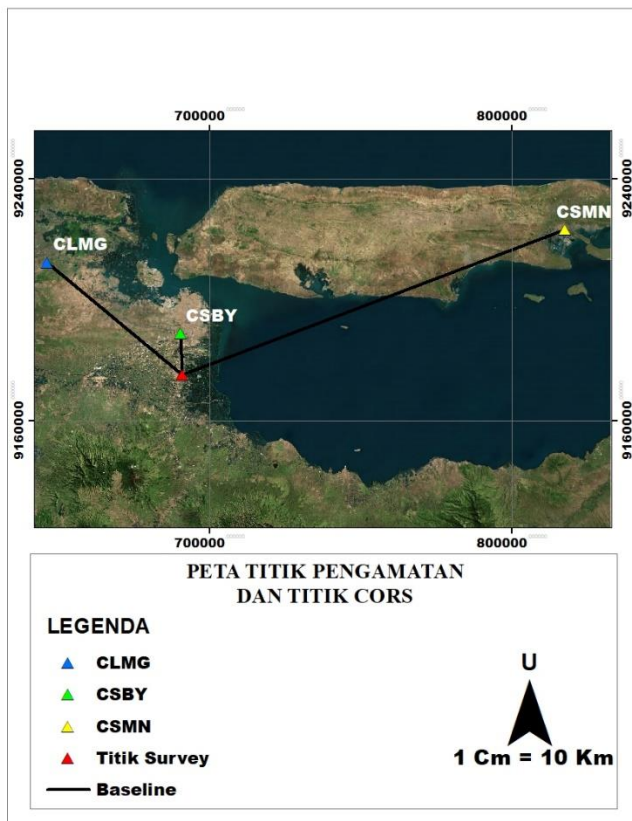 700000
800000
9240000
9240000
CSMN
CLMG
CSBY
9160000
9160000
700000
800000
PETA TITIK PENGAMATAN
DAN TITIK CORS
LEGENDA
CLMG
CSBY
CSMN
Titik Survey
Baseline
U
1 Cm = 10 Km